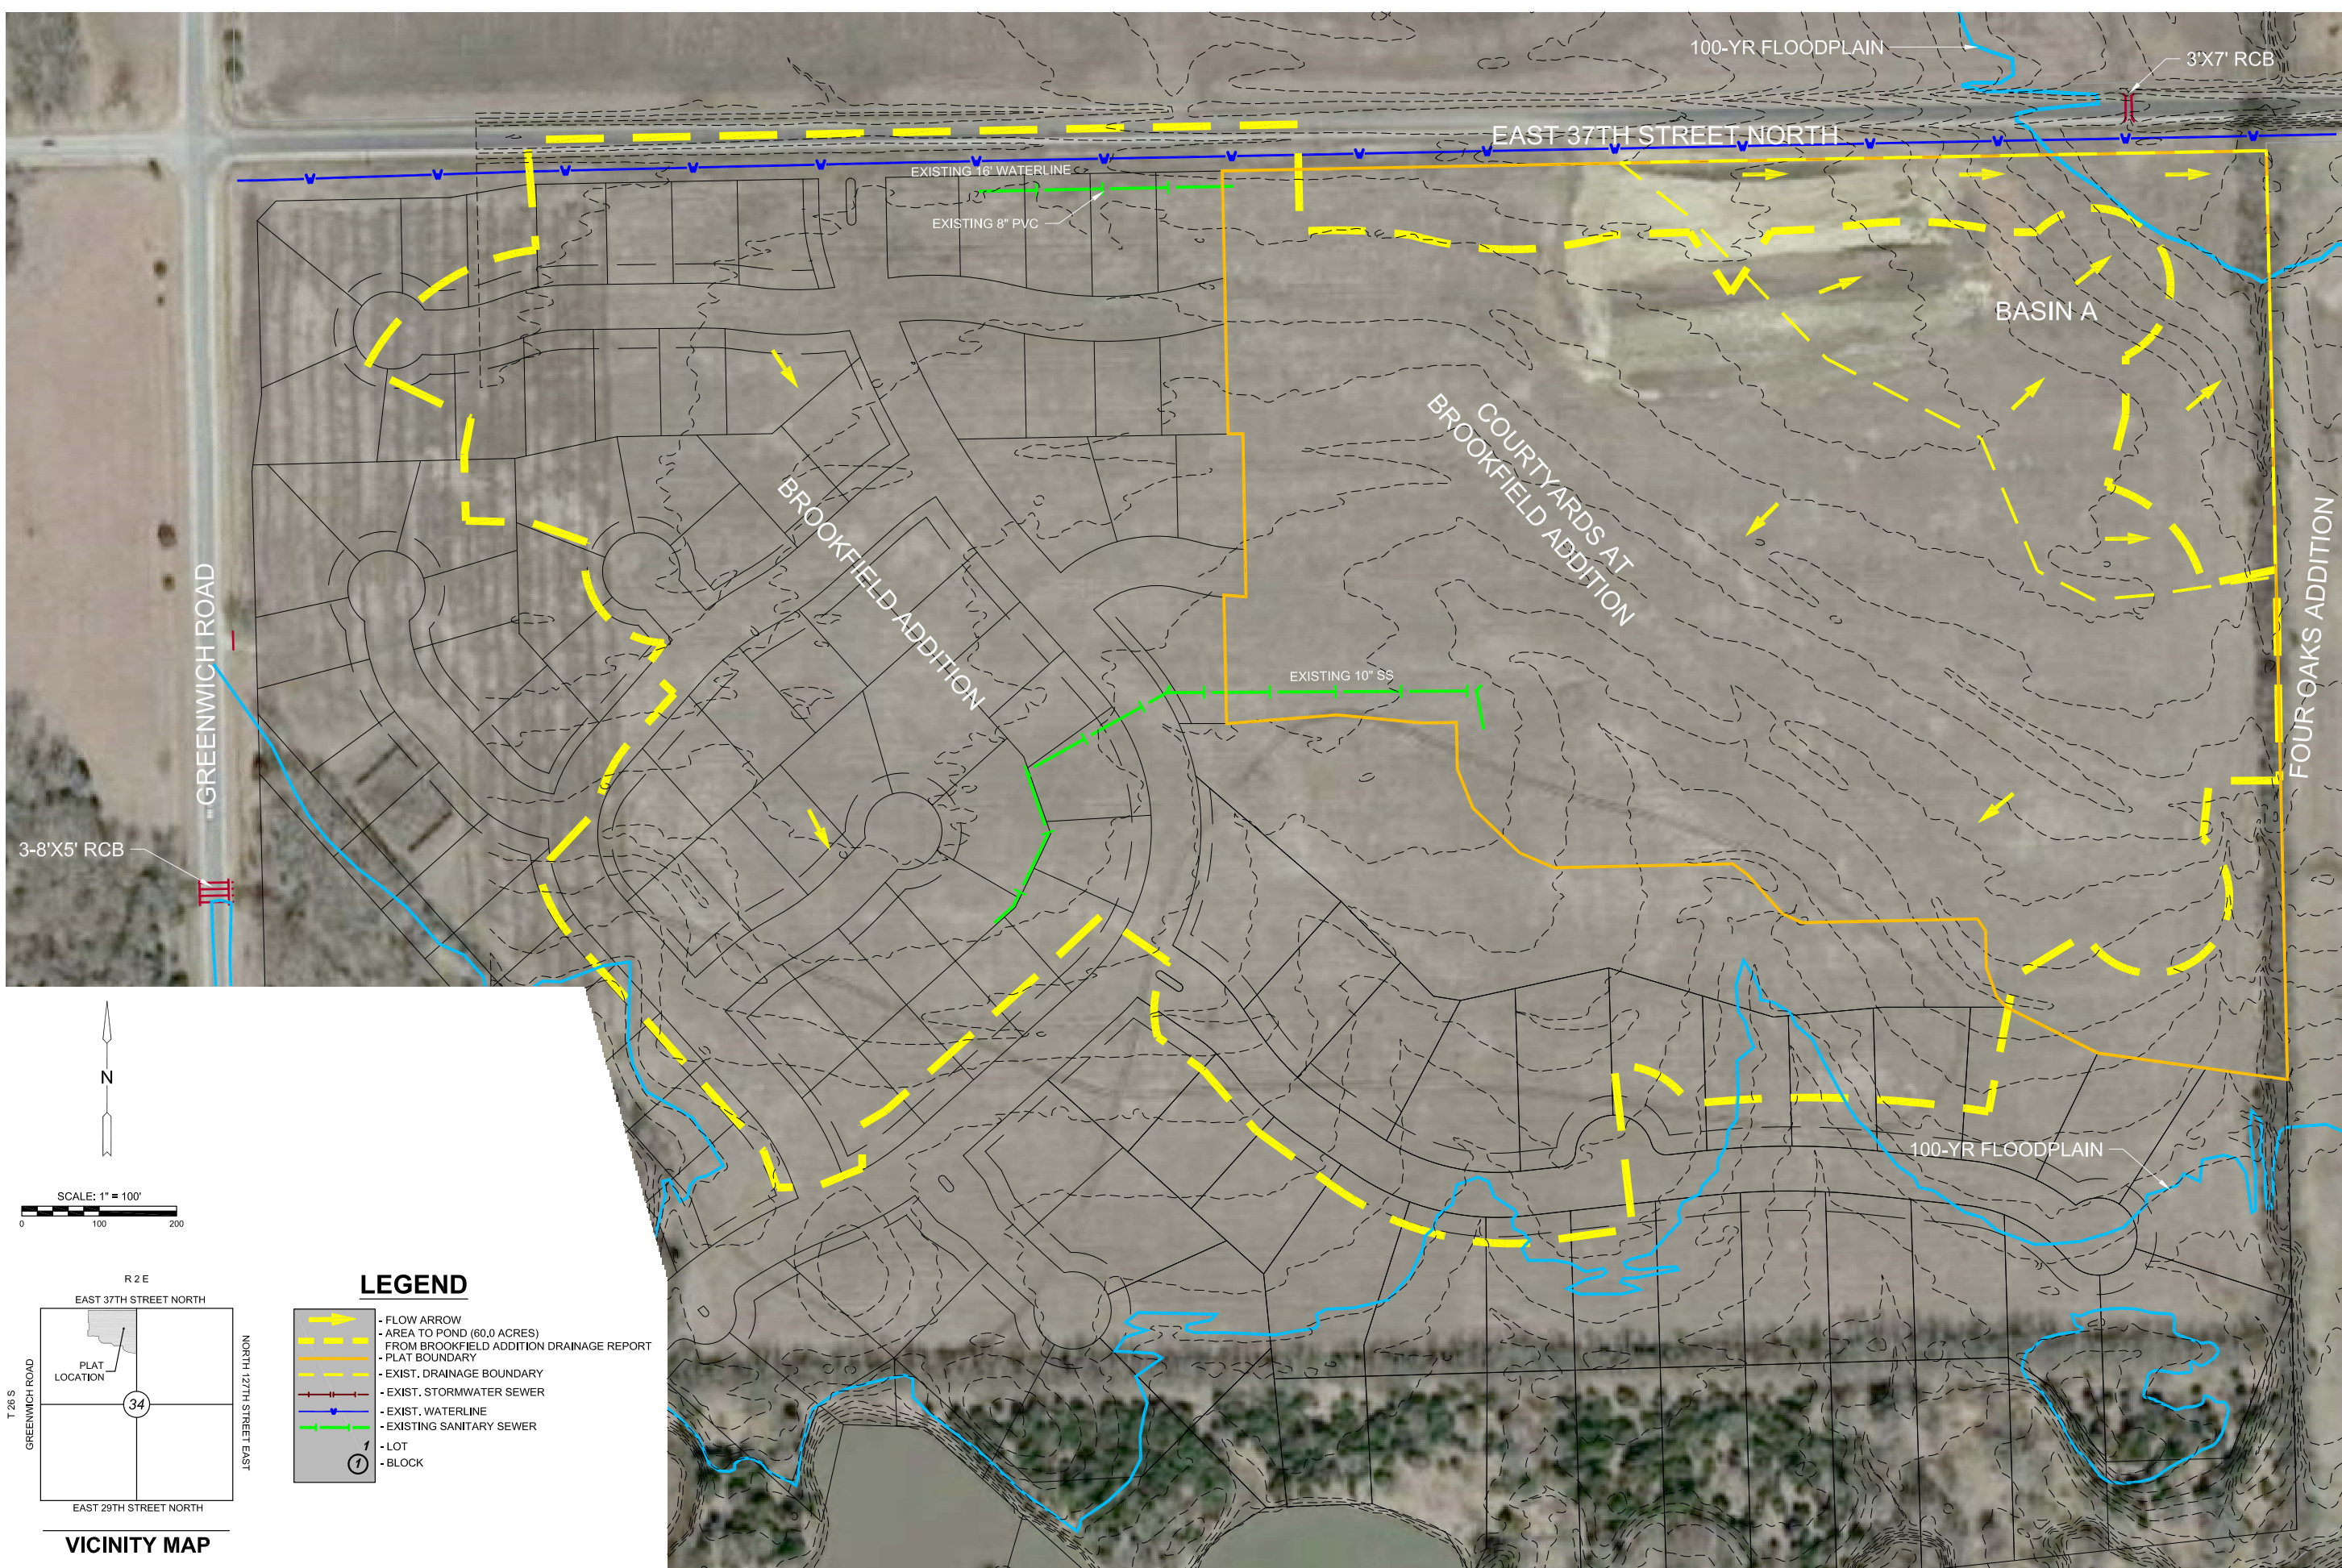 100-YR FLOODPLAIN
3'X7' RCB
EAST 37TH STREET NORTH
EXISTING 16' WATERLINE
EXISTING 8" PVC
BASIN A
COURTYARDS AT
BROOKFIELD ADDITION
BROOKFIELD ADDITION
GREENWICH ROAD
FOUR OAKS ADDITION
EXISTING 10" SS
3-8'X5' RCB
100-YR FLOODPLAIN
N
SCALE: 1" = 100'
0 100 200
R 2 E
EAST 37TH STREET NORTH
T 26 S
GREENWICH ROAD
PLAT
LOCATION
34
NORTH 127TH STREET EAST
EAST 29TH STREET NORTH
VICINITY MAP
LEGEND
- FLOW ARROW
- AREA TO POND (60.0 ACRES)
FROM BROOKFIELD ADDITION DRAINAGE REPORT
- PLAT BOUNDARY
- EXIST. DRAINAGE BOUNDARY
- EXIST. STORMWATER SEWER
- EXIST. WATERLINE
- EXISTING SANITARY SEWER
1 - LOT
1 - BLOCK